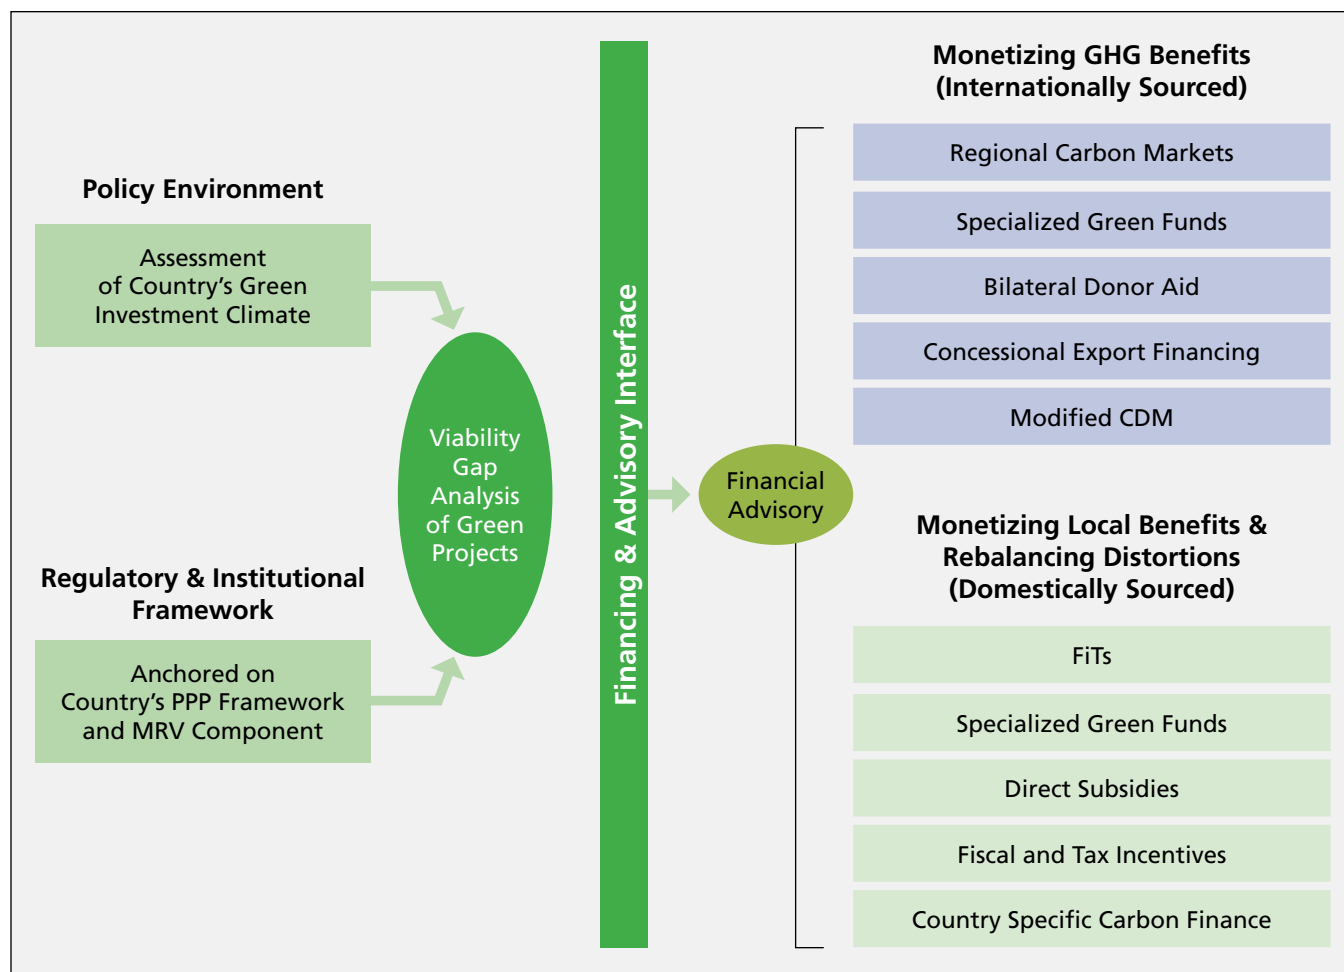 Policy Environment
Assessment
of Country’s Green
Investment Climate
Regulatory & Institutional
Framework
Anchored on
Country’s PPP Framework
and MRV Component
Viability
Gap
Analysis
of Green
Projects
Financing & Advisory Interface
Financial
Advisory
Monetizing GHG Benefits
(Internationally Sourced)
Regional Carbon Markets
Specialized Green Funds
Bilateral Donor Aid
Concessional Export Financing
Modified CDM
Monetizing Local Benefits &
Rebalancing Distortions
(Domestically Sourced)
FiTs
Specialized Green Funds
Direct Subsidies
Fiscal and Tax Incentives
Country Specific Carbon Finance